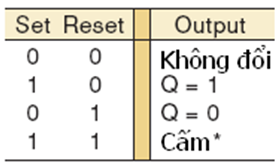 Set Reset Output
0 0 Không đổi
1 0 Q = 1
0 1 Q = 0
1 1 Cấm*